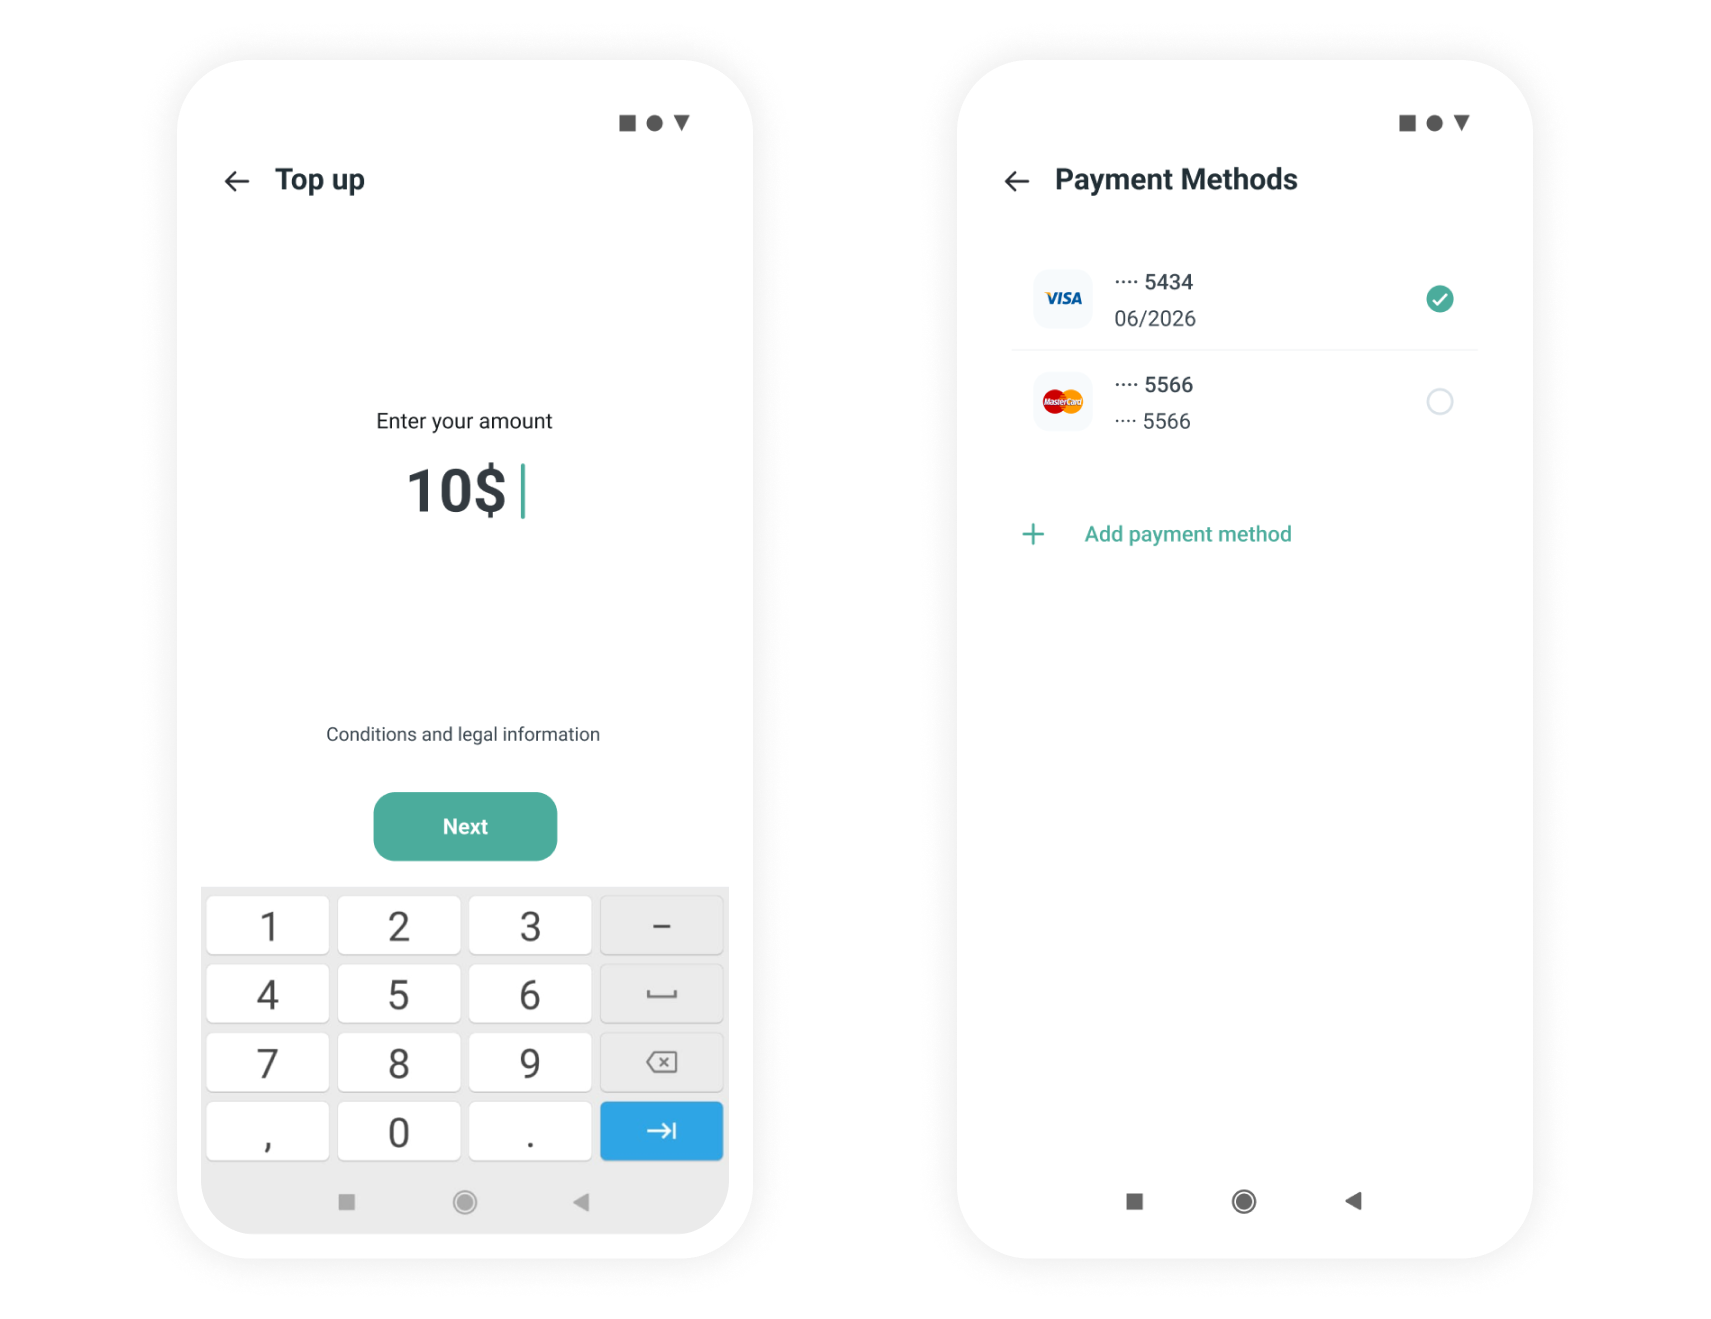 Top up
Enter your amount
10$
Conditions and legal information
Next
1 2 3 –
4 5 6
7 8 9
, 0 .
Payment Methods
VISA
···· 5434
06/2026
MasterCard
···· 5566
···· 5566
+ Add payment method